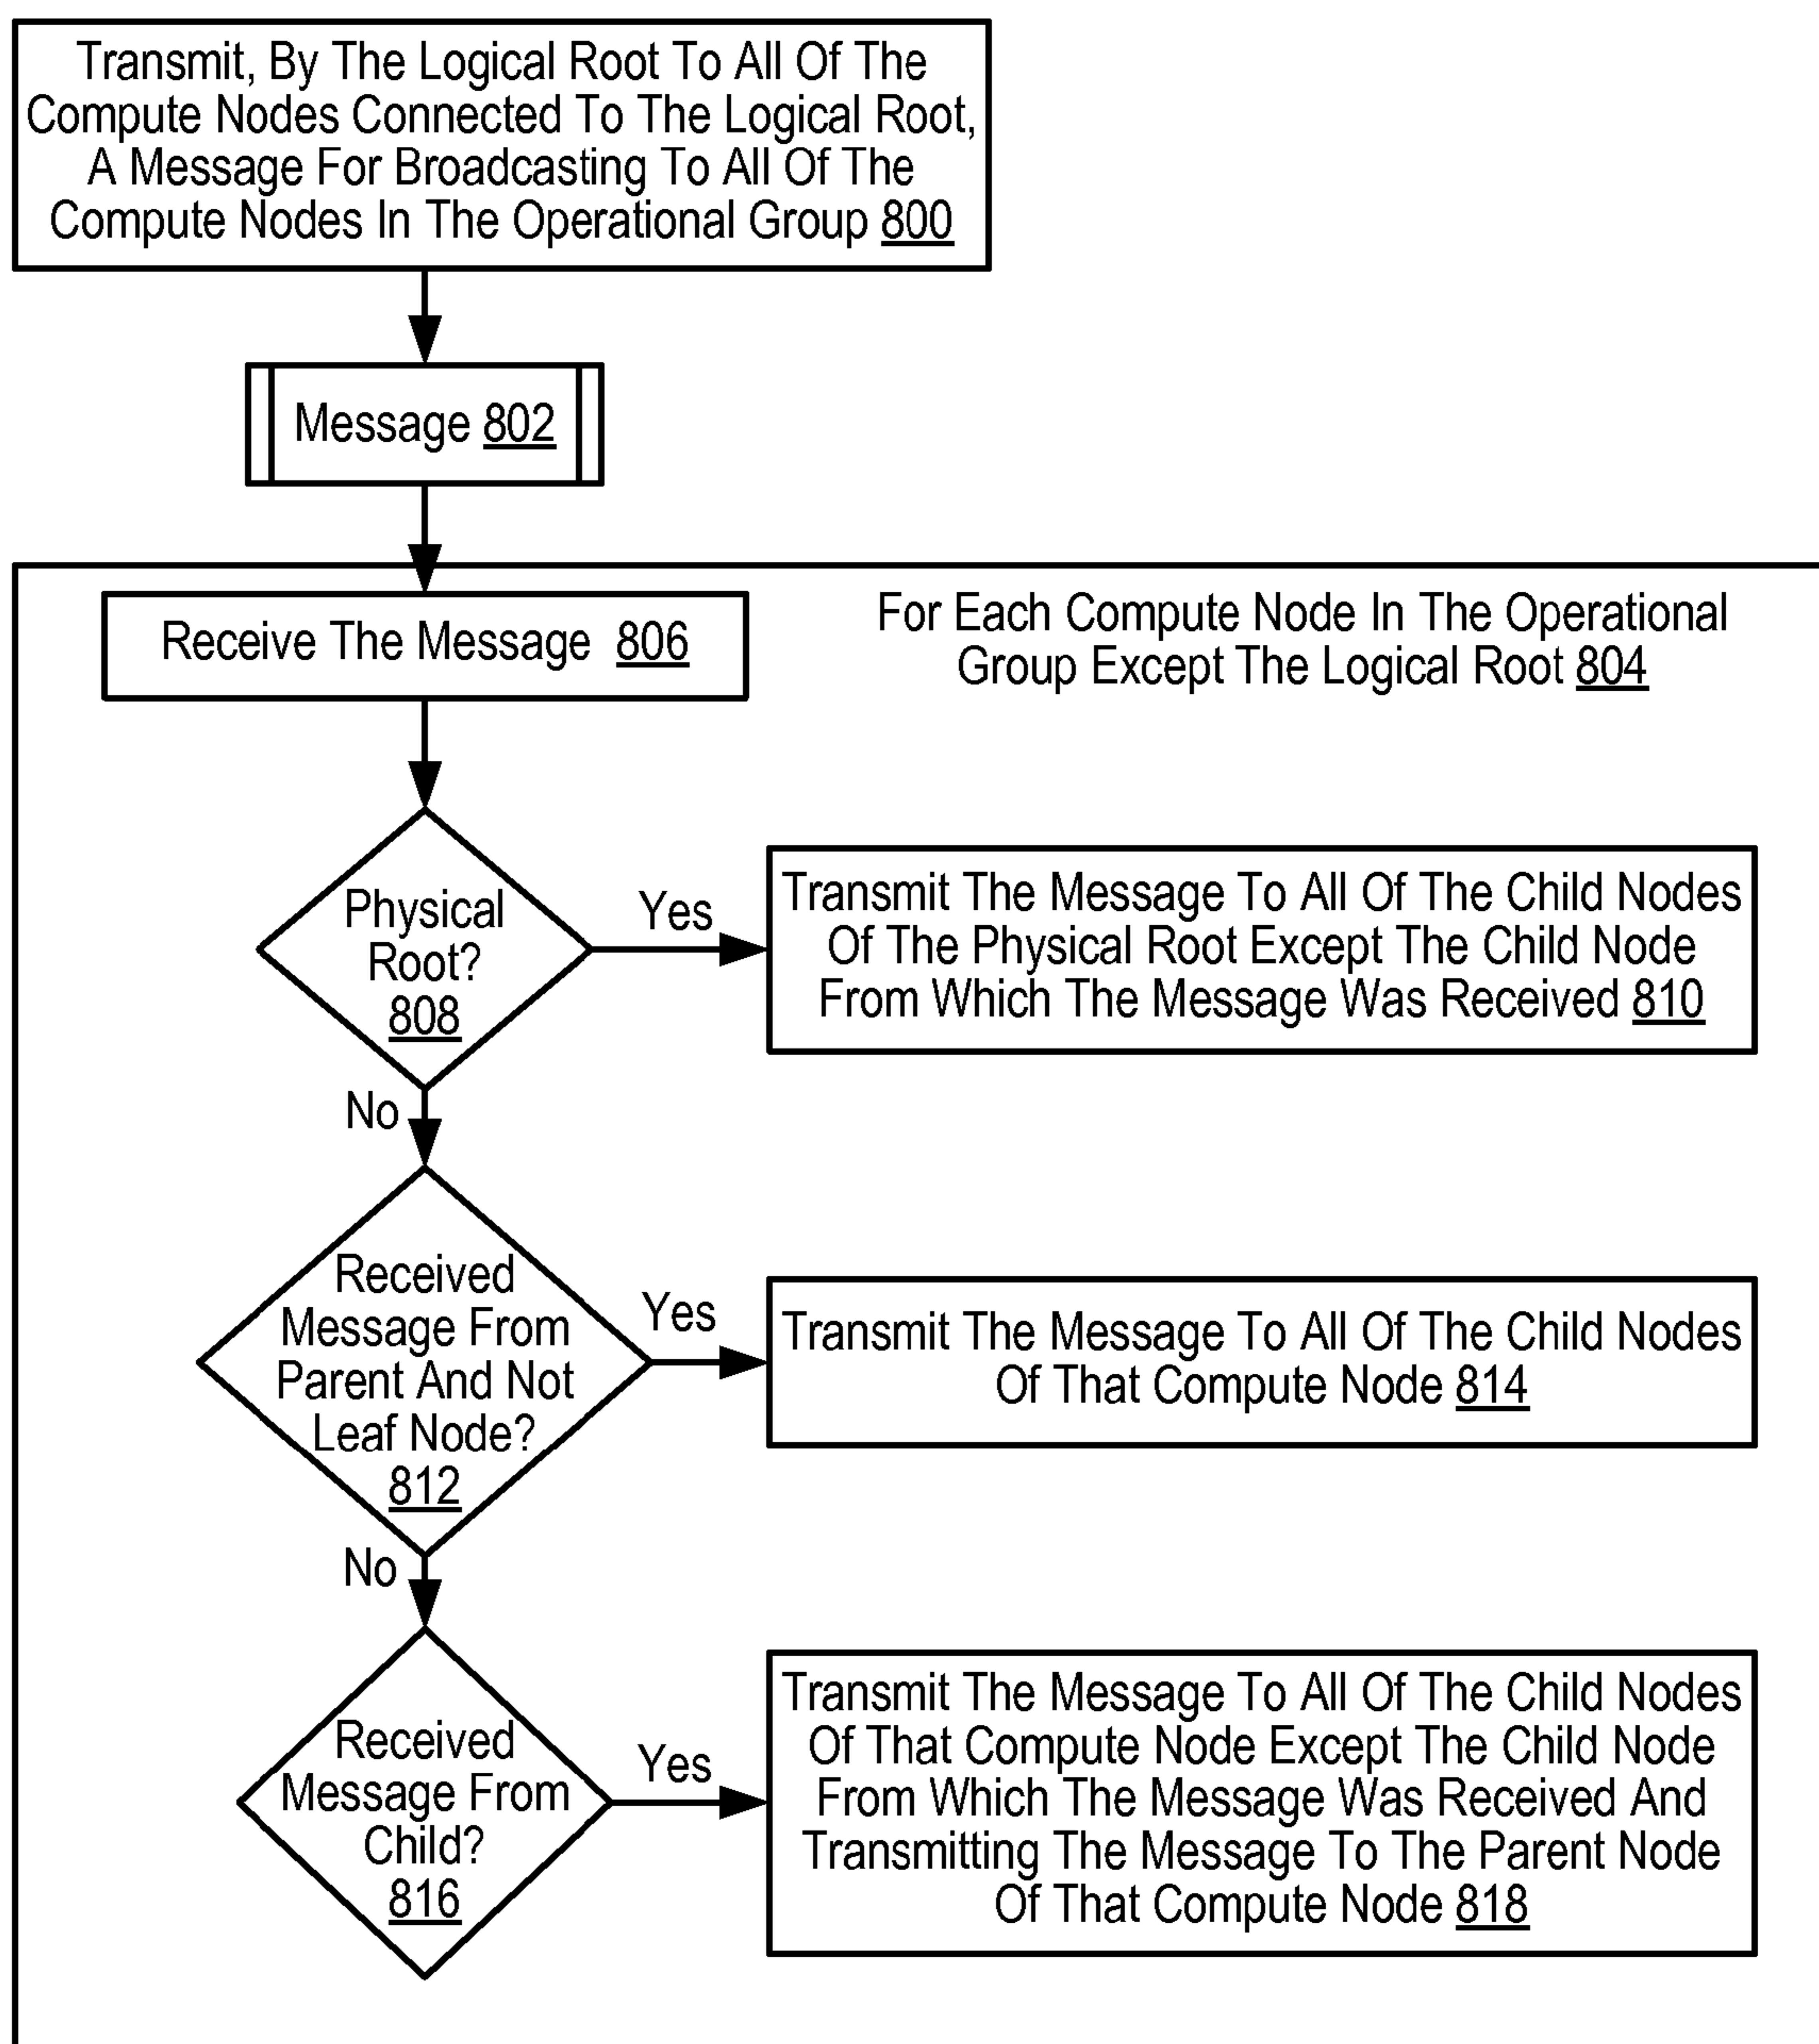 Transmit, By The Logical Root To All Of The
Compute Nodes Connected To The Logical Root,
A Message For Broadcasting To All Of The
Compute Nodes In The Operational Group 800
Message 802
Receive The Message 806
For Each Compute Node In The Operational
Group Except The Logical Root 804
Physical
Root?
808
Yes
Transmit The Message To All Of The Child Nodes
Of The Physical Root Except The Child Node
From Which The Message Was Received 810
No
Received
Message From
Parent And Not
Leaf Node?
812
Yes
Transmit The Message To All Of The Child Nodes
Of That Compute Node 814
No
Received
Message From
Child?
816
Yes
Transmit The Message To All Of The Child Nodes
Of That Compute Node Except The Child Node
From Which The Message Was Received And
Transmitting The Message To The Parent Node
Of That Compute Node 818